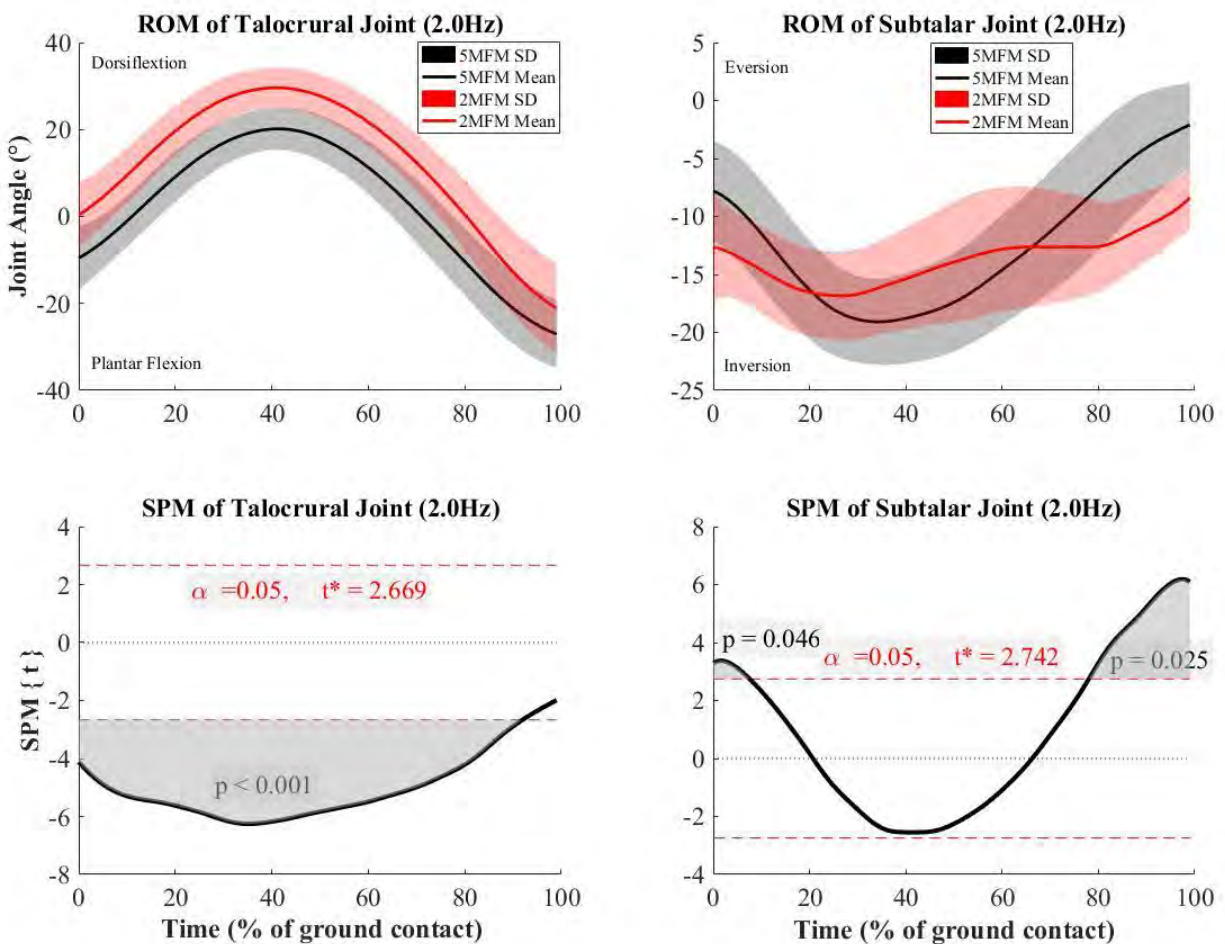 ROM of Talocrural Joint (2.0Hz)
40
20
0
-20
-40
Joint Angle (°)
Dorsiflextion
Plantar Flexion
5MFM SD
5MFM Mean
2MFM SD
2MFM Mean
0 20 40 60 80 100
ROM of Subtalar Joint (2.0Hz)
5
0
-5
-10
-15
-20
-25
Eversion
Inversion
5MFM SD
5MFM Mean
2MFM SD
2MFM Mean
0 20 40 60 80 100
SPM of Talocrural Joint (2.0Hz)
4
2
0
-2
-4
-6
-8
SPM { t }
α =0.05, t* = 2.669
p < 0.001
0 20 40 60 80 100
Time (% of ground contact)
SPM of Subtalar Joint (2.0Hz)
8
6
4
2
0
-2
-4
p = 0.046
α =0.05, t* = 2.742
p = 0.025
0 20 40 60 80 100
Time (% of ground contact)